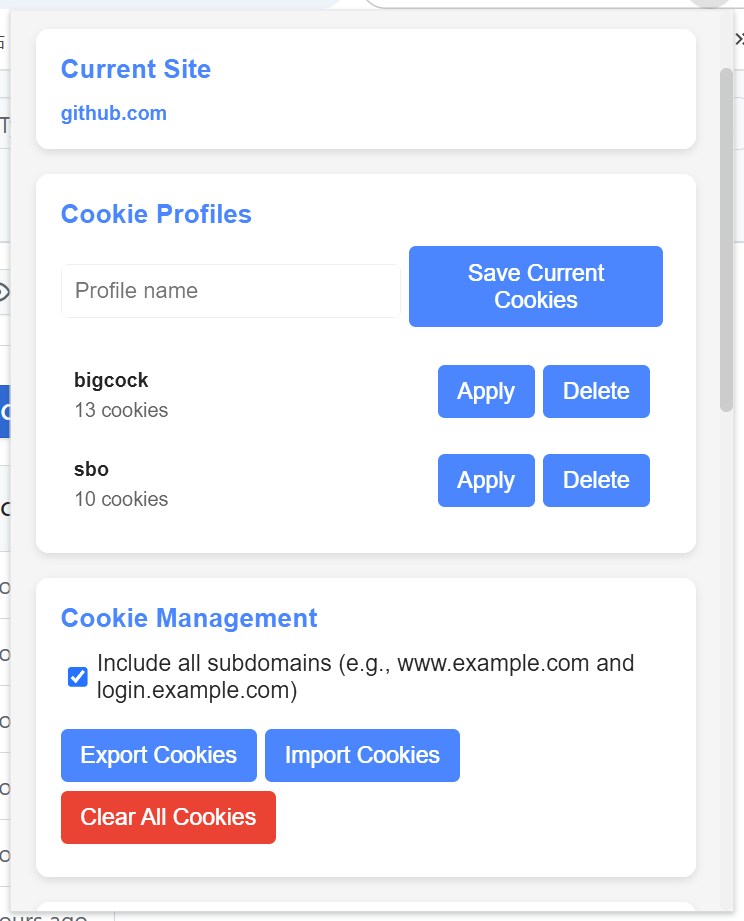 Current Site
github.com
Cookie Profiles
Profile name
Save Current
Cookies
bigcock
13 cookies
Apply
Delete
sbo
10 cookies
Apply
Delete
Cookie Management
Include all subdomains (e.g., www.example.com and
login.example.com)
Export Cookies
Import Cookies
Clear All Cookies